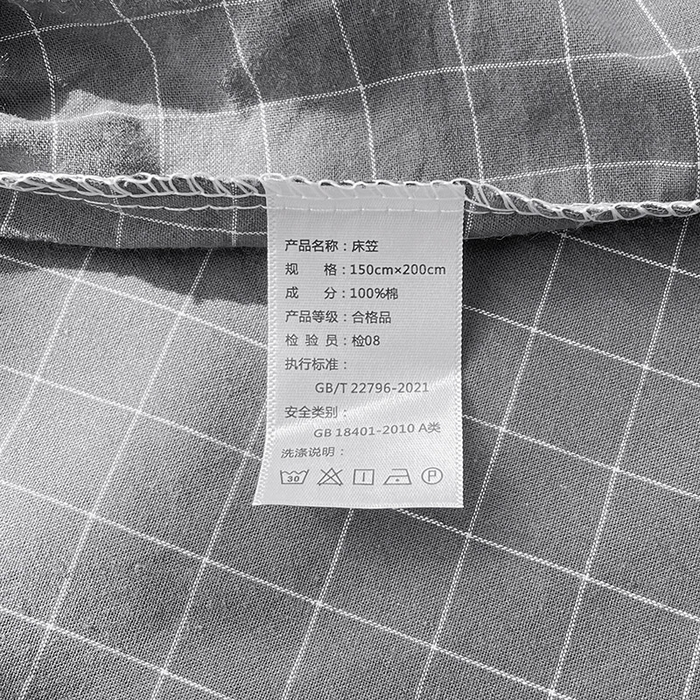 产品名称：床笠
规 格：150cm×200cm
成 分：100%棉
产品等级：合格品
检 验 员：检08
执行标准：
GB/T 22796-2021
安全类别：
GB 18401-2010 A类
洗涤说明：
30 P